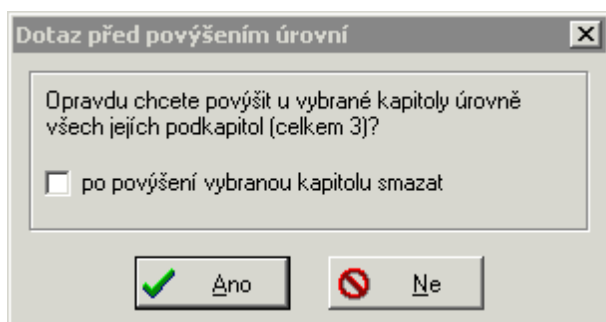 Dotaz před povýšením úrovní
Opravdu chcete povýšit u vybrané kapitoly úrovně
všech jejích podkapitol (celkem 3)?
po povýšení vybranou kapitolu smazat
Ano
Ne